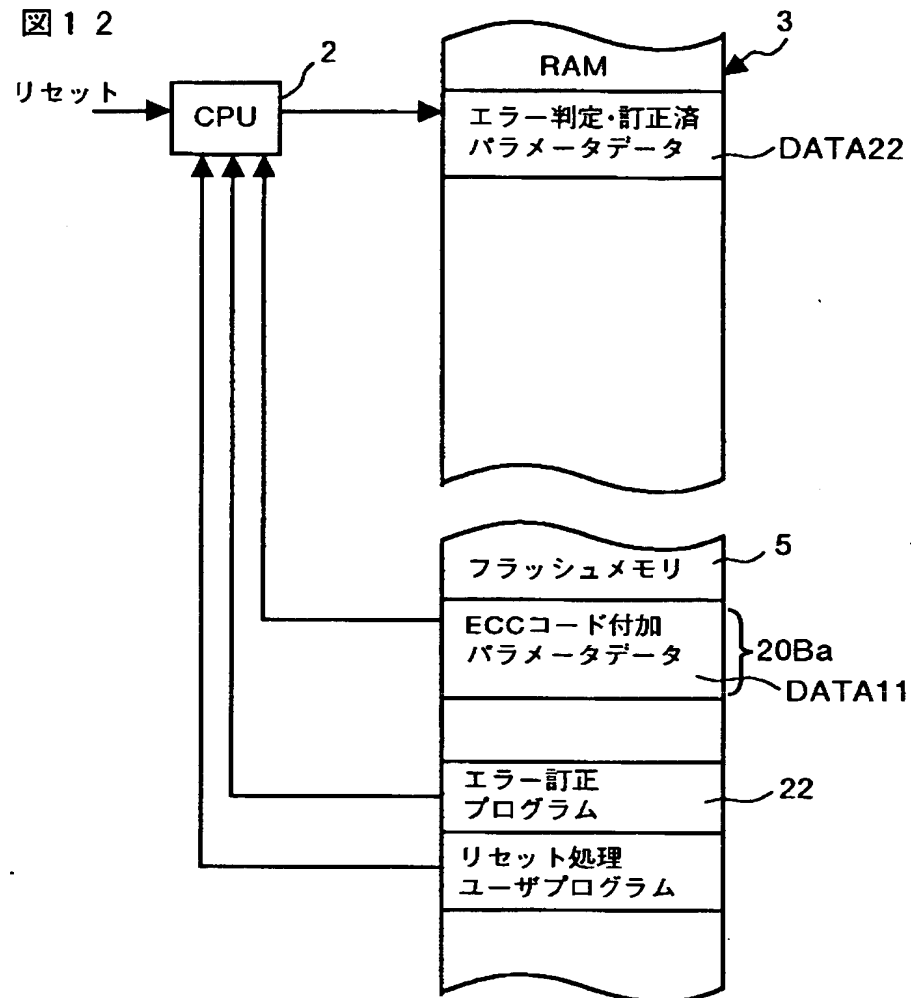 図12
3
2
RAM
リセット
CPU
エラー判定・訂正済
パラメータデータ
DATA22
5
フラッシュメモリ
ECCコード付加
パラメータデータ
20Ba
DATA11
エラー訂正
プログラム
22
リセット処理
ユーザプログラム